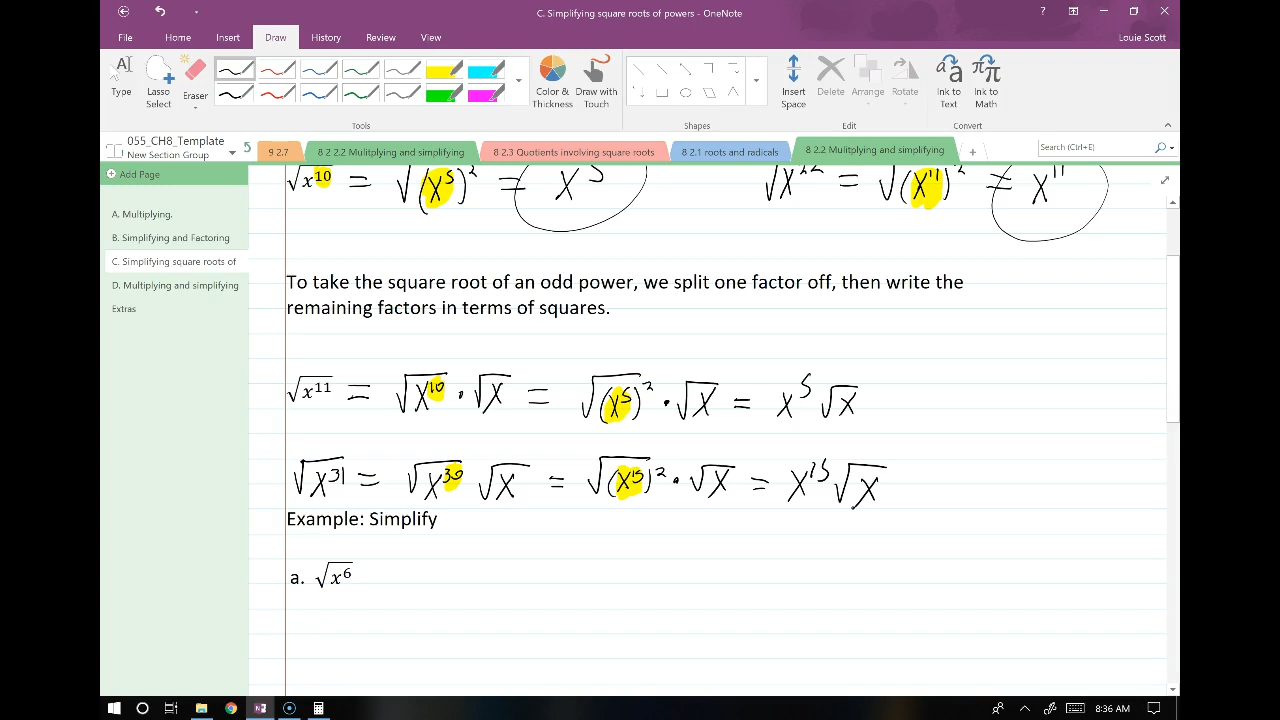 C. Simplifying square roots of powers - OneNote
?
File Home Insert Draw History Review View
Louie Scott
Type
Lasso Select
Eraser
Color & Thickness
Draw with Touch
Insert Space
Delete
Arrange
Rotate
Ink to Text
Ink to Math
Tools
Shapes
Edit
Convert
055_CH8_Template
New Section Group
9 2.7
8 2.2.2 Mulitplying and simplifying
8 2.3 Quotients involving square roots
8 2.1 roots and radicals
8 2.2 Mulitplying and simplifying
+
Search (Ctrl+E)
Add Page
A. Multiplying.
B. Simplifying and Factoring
C. Simplifying square roots of
D. Multiplying and simplifying
Extras
√x¹⁰ = √(x⁵)² = x⁵ √x²² = √(x¹¹)² = x¹¹
To take the square root of an odd power, we split one factor off, then write the
remaining factors in terms of squares.
√x¹¹ = √x¹⁰ · √x = √(x⁵)² · √x = x⁵ √x
√x³¹ = √x³⁰ √x = √(x¹⁵)² · √x = x¹⁵ √x
Example: Simplify
a. √x⁶
8:36 AM